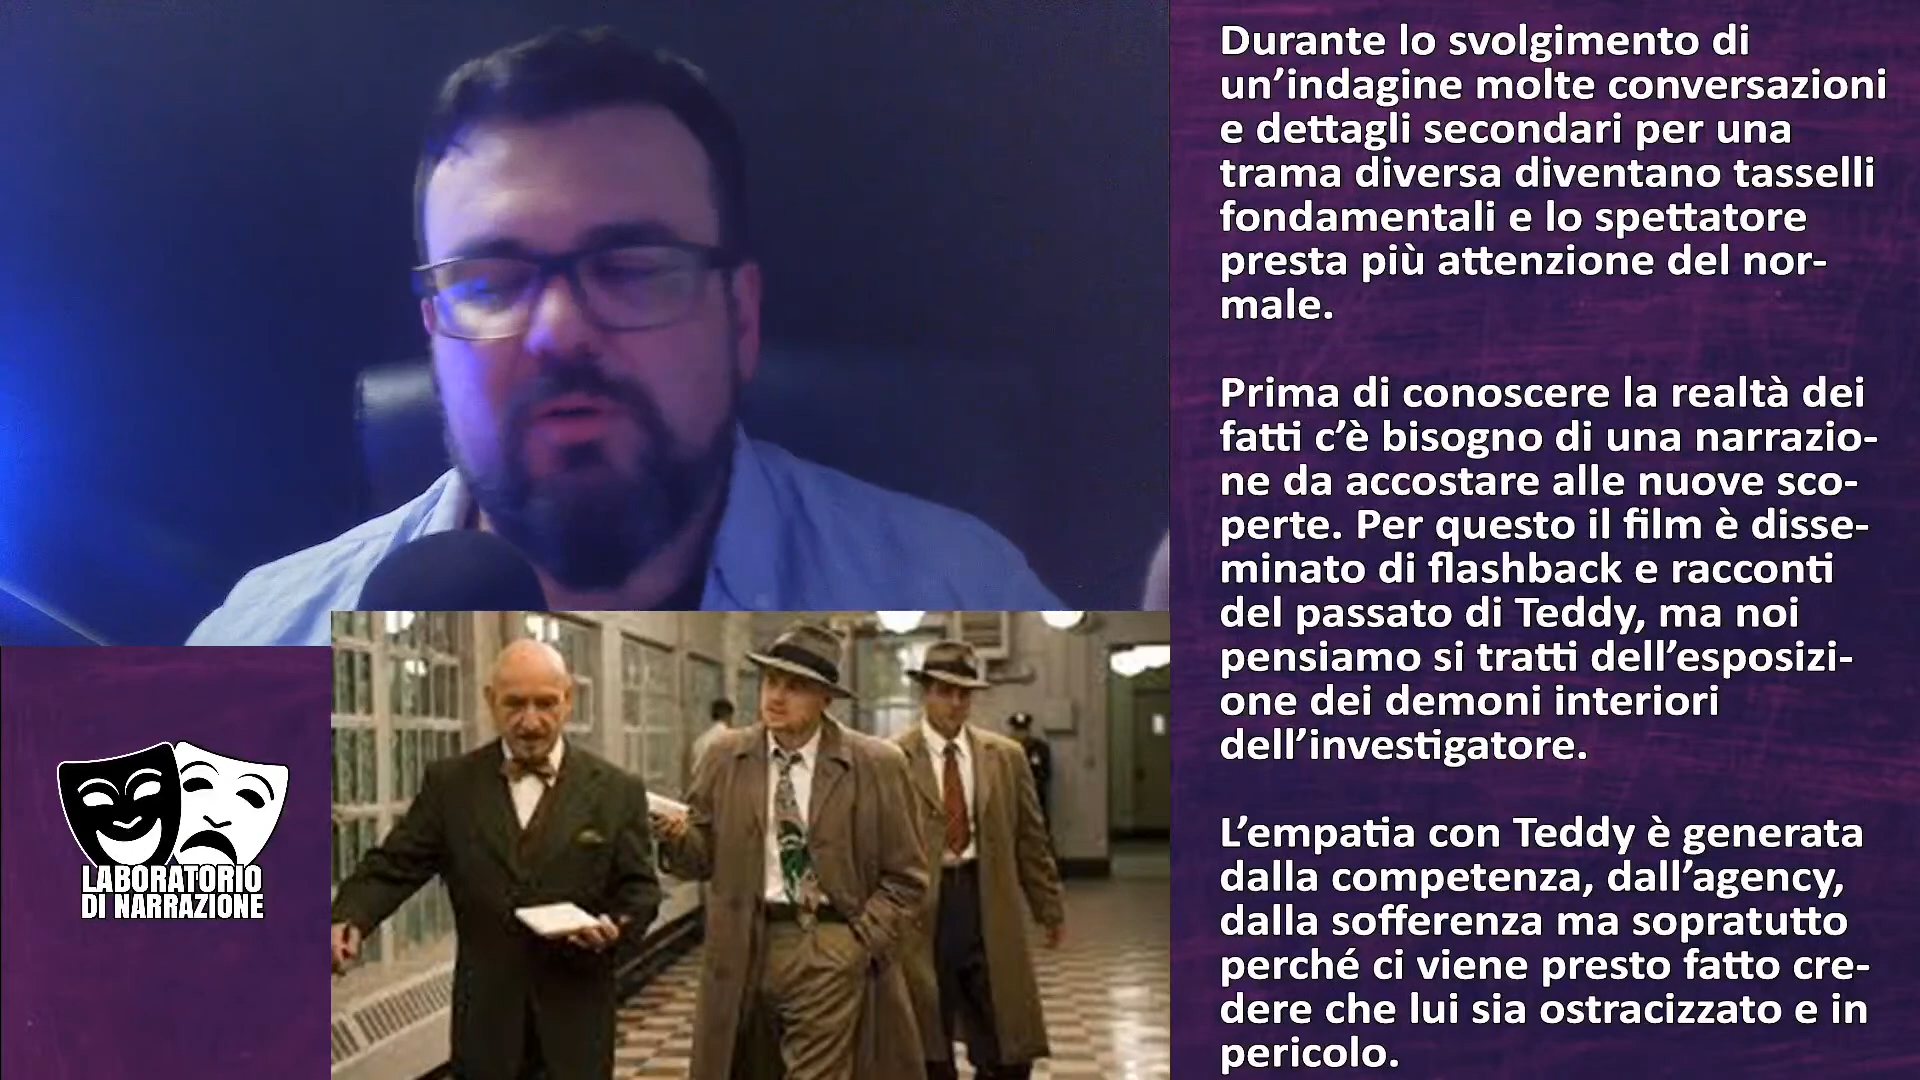 Durante lo svolgimento di
un'indagine molte conversazioni
e dettagli secondari per una
trama diversa diventano tasselli
fondamentali e lo spettatore
presta più attenzione del nor-
male.
Prima di conoscere la realtà dei
fatti c'è bisogno di una narrazio-
ne da accostare alle nuove sco-
perte. Per questo il film è disse-
minato di flashback e racconti
del passato di Teddy, ma noi
pensiamo si tratti dell'esposizi-
one dei demoni interiori
dell'investigatore.
L'empatia con Teddy è generata
dalla competenza, dall'agency,
dalla sofferenza ma sopratutto
perché ci viene presto fatto cre-
dere che lui sia ostracizzato e in
pericolo.
LABORATORIO
DI NARRAZIONE